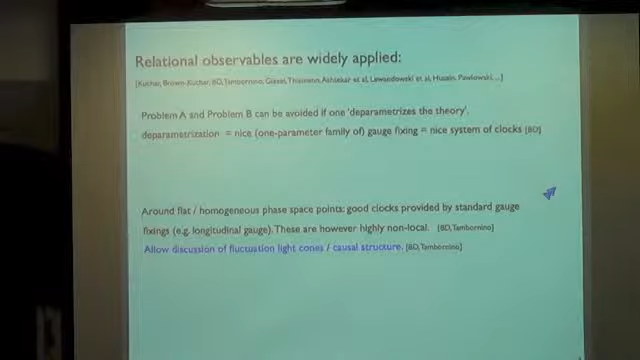 Relational observables are widely applied:
[Kuchar, Brown-Kuchar, BD, Tambornino, Giesel, Thiemann, Ashtekar et al, Lewandowski et al, Husain, Pawlowski, ...]
Problem A and Problem B can be avoided if one 'deparametrizes the theory'.
deparametrization = nice (one-parameter family of) gauge fixing = nice system of clocks [BD]
Around flat / homogeneous phase space points: good clocks provided by standard gauge
fixings (e.g. longitudinal gauge). These are however highly non-local. [BD, Tambornino]
Allow discussion of fluctuation light cones / causal structure. [BD, Tambornino]